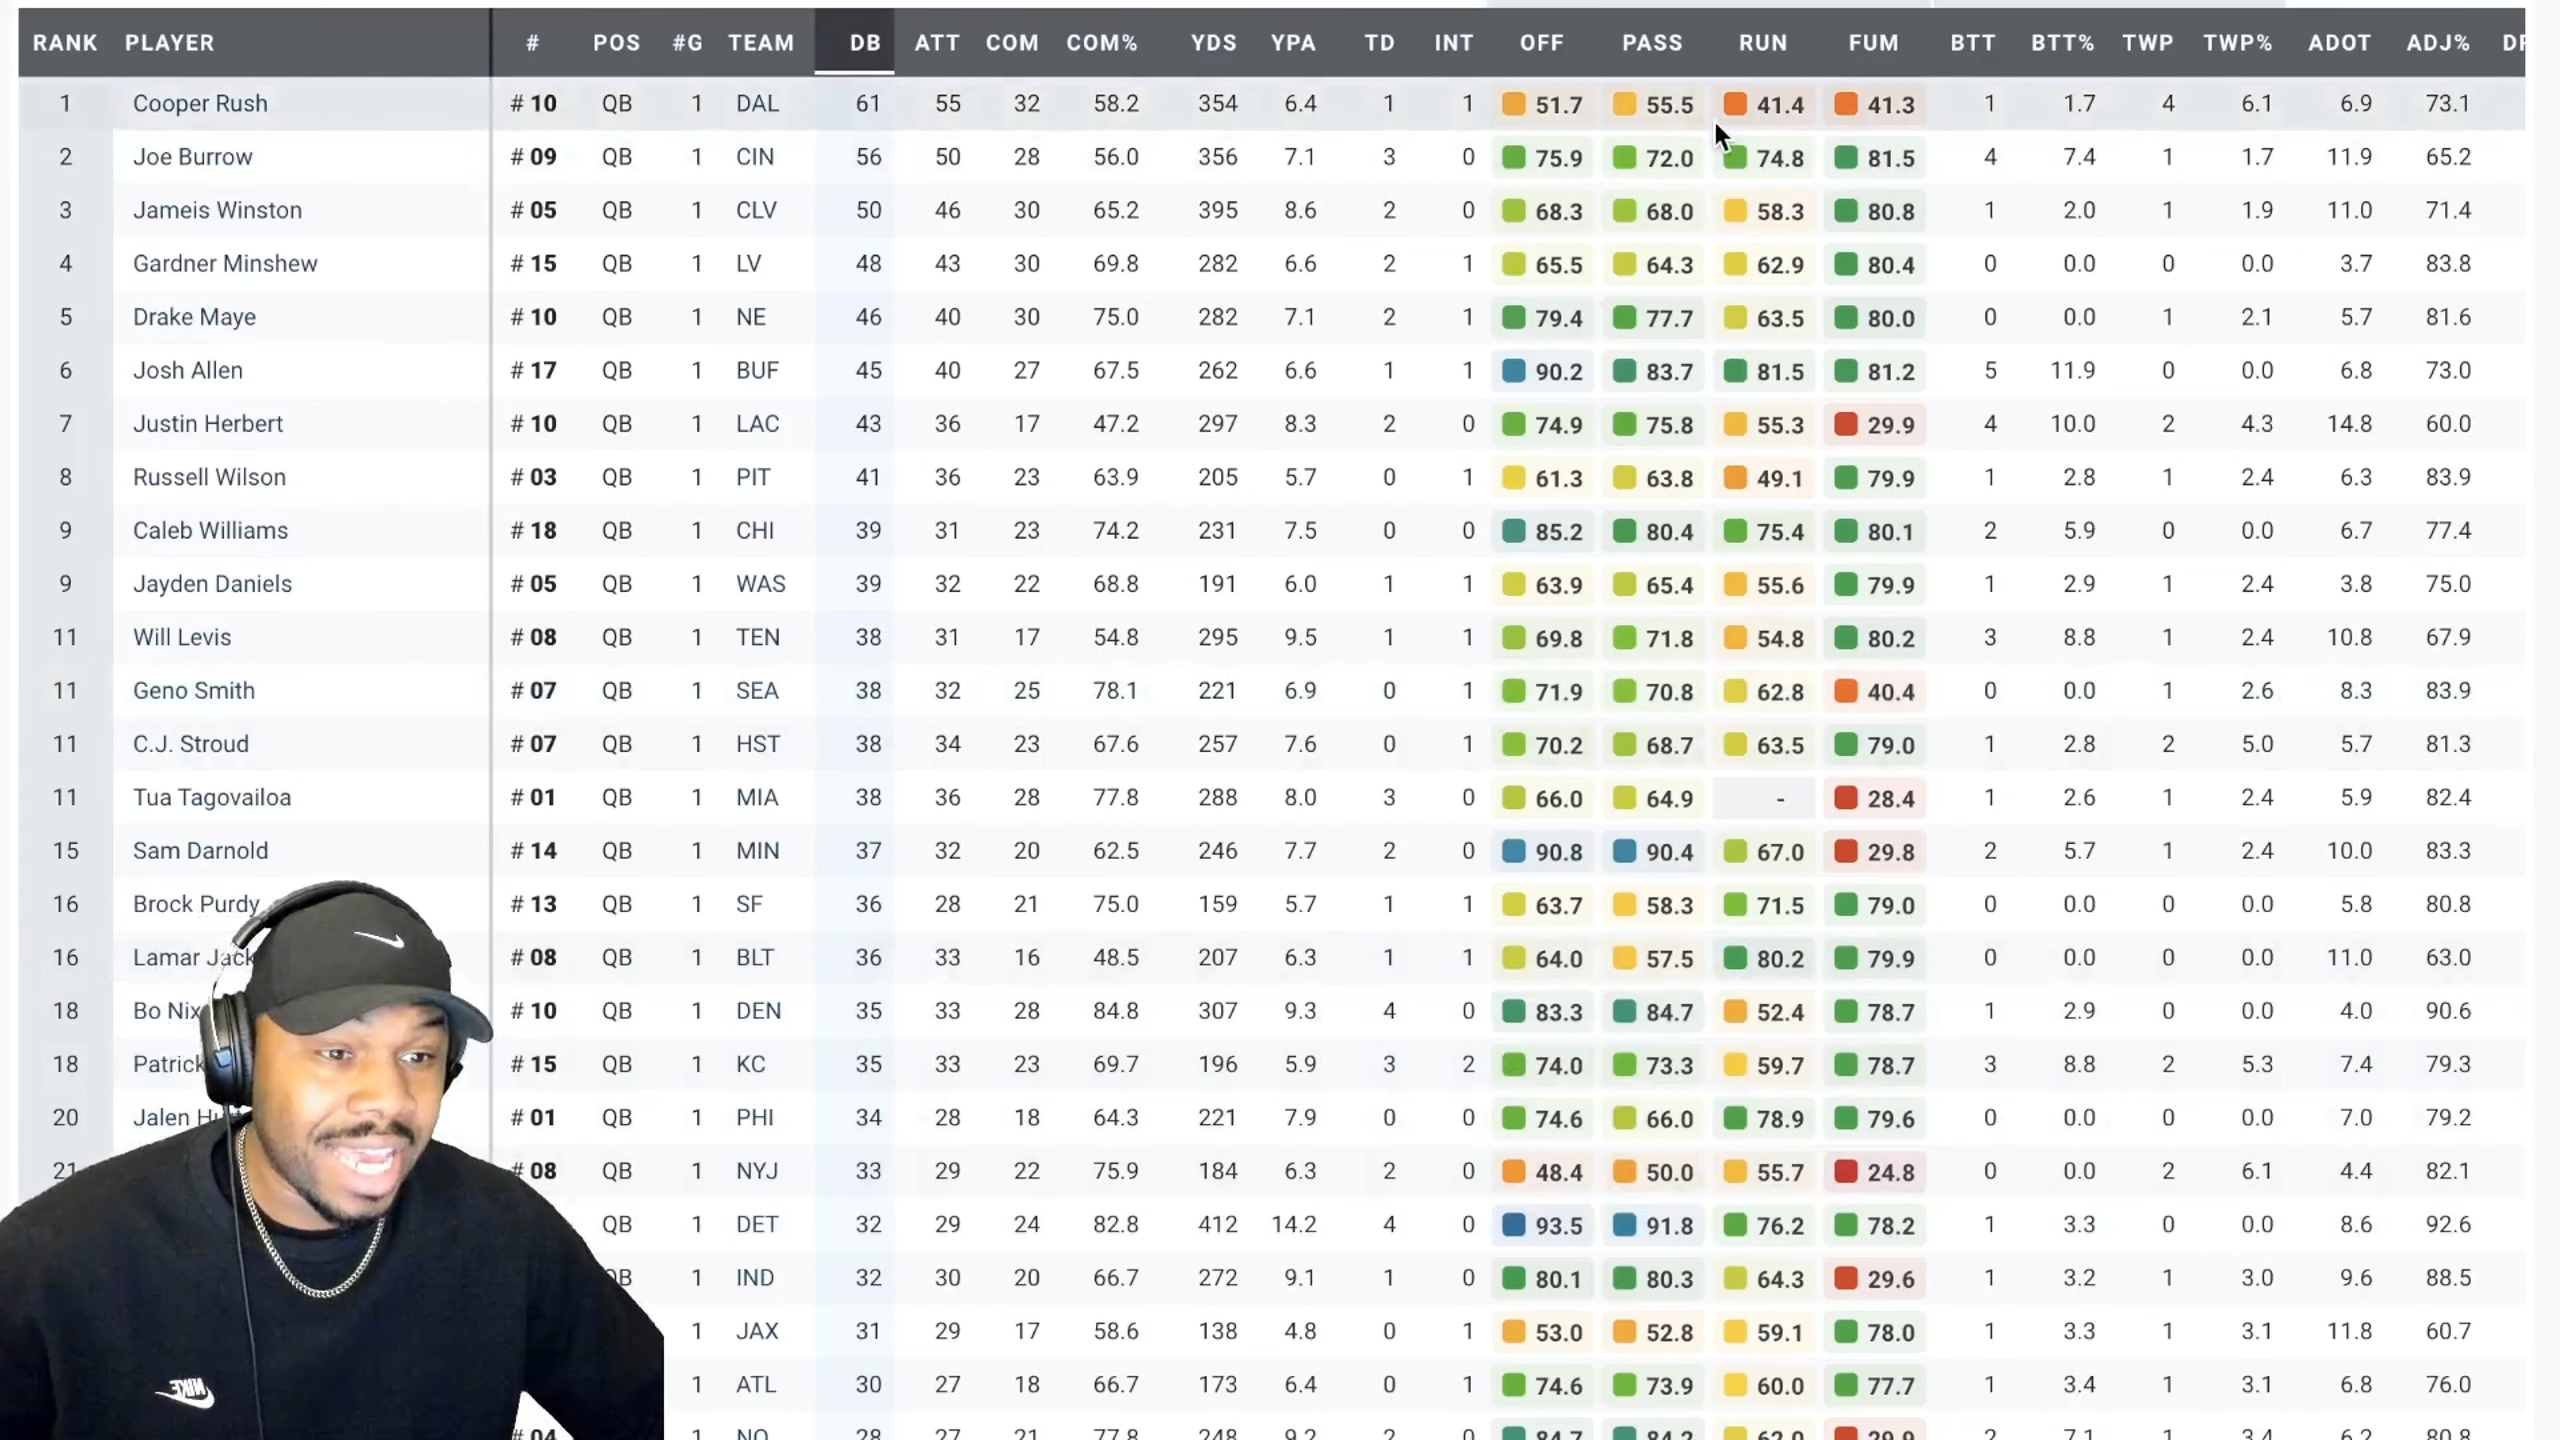 RANK PLAYER # POS #G TEAM DB ATT COM COM% YDS YPA TD INT OFF PASS RUN FUM BTT BTT% TWP TWP% ADOT ADJ%
1 Cooper Rush # 10 QB 1 DAL 61 55 32 58.2 354 6.4 1 1 51.7 55.5 41.4 41.3 1 1.7 4 6.1 6.9 73.1
2 Joe Burrow # 09 QB 1 CIN 56 50 28 56.0 356 7.1 3 0 75.9 72.0 74.8 81.5 4 7.4 1 1.7 11.9 65.2
3 Jameis Winston # 05 QB 1 CLV 50 46 30 65.2 395 8.6 2 0 68.3 68.0 58.3 80.8 1 2.0 1 1.9 11.0 71.4
4 Gardner Minshew # 15 QB 1 LV 48 43 30 69.8 282 6.6 2 1 65.5 64.3 62.9 80.4 0 0.0 0 0.0 3.7 83.8
5 Drake Maye # 10 QB 1 NE 46 40 30 75.0 282 7.1 2 1 79.4 77.7 63.5 80.0 0 0.0 1 2.1 5.7 81.6
6 Josh Allen # 17 QB 1 BUF 45 40 27 67.5 262 6.6 1 1 90.2 83.7 81.5 81.2 5 11.9 0 0.0 6.8 73.0
7 Justin Herbert # 10 QB 1 LAC 43 36 17 47.2 297 8.3 2 0 74.9 75.8 55.3 29.9 4 10.0 2 4.3 14.8 60.0
8 Russell Wilson # 03 QB 1 PIT 41 36 23 63.9 205 5.7 0 1 61.3 63.8 49.1 79.9 1 2.8 1 2.4 6.3 83.9
9 Caleb Williams # 18 QB 1 CHI 39 31 23 74.2 231 7.5 0 0 85.2 80.4 75.4 80.1 2 5.9 0 0.0 6.7 77.4
9 Jayden Daniels # 05 QB 1 WAS 39 32 22 68.8 191 6.0 1 1 63.9 65.4 55.6 79.9 1 2.9 1 2.4 3.8 75.0
11 Will Levis # 08 QB 1 TEN 38 31 17 54.8 295 9.5 1 1 69.8 71.8 54.8 80.2 3 8.8 1 2.4 10.8 67.9
11 Geno Smith # 07 QB 1 SEA 38 32 25 78.1 221 6.9 0 1 71.9 70.8 62.8 40.4 0 0.0 1 2.6 8.3 83.9
11 C.J. Stroud # 07 QB 1 HST 38 34 23 67.6 257 7.6 0 1 70.2 68.7 63.5 79.0 1 2.8 2 5.0 5.7 81.3
11 Tua Tagovailoa # 01 QB 1 MIA 38 36 28 77.8 288 8.0 3 0 66.0 64.9 - 28.4 1 2.6 1 2.4 5.9 82.4
15 Sam Darnold # 14 QB 1 MIN 37 32 20 62.5 246 7.7 2 0 90.8 90.4 67.0 29.8 2 5.7 1 2.4 10.0 83.3
16 Brock Purdy # 13 QB 1 SF 36 28 21 75.0 159 5.7 1 1 63.7 58.3 71.5 79.0 0 0.0 0 0.0 5.8 80.8
16 Lamar Jack # 08 QB 1 BLT 36 33 16 48.5 207 6.3 1 1 64.0 57.5 80.2 79.9 0 0.0 0 0.0 11.0 63.0
18 Bo Nix # 10 QB 1 DEN 35 33 28 84.8 307 9.3 4 0 83.3 84.7 52.4 78.7 1 2.9 0 0.0 4.0 90.6
18 Patrick # 15 QB 1 KC 35 33 23 69.7 196 5.9 3 2 74.0 73.3 59.7 78.7 3 8.8 2 5.3 7.4 79.3
20 Jalen # 01 QB 1 PHI 34 28 18 64.3 221 7.9 0 0 74.6 66.0 78.9 79.6 0 0.0 0 0.0 7.0 79.2
21 # 08 QB 1 NYJ 33 29 22 75.9 184 6.3 2 0 48.4 50.0 55.7 24.8 0 0.0 2 6.1 4.4 82.1
QB 1 DET 32 29 24 82.8 412 14.2 4 0 93.5 91.8 76.2 78.2 1 3.3 0 0.0 8.6 92.6
QB 1 IND 32 30 20 66.7 272 9.1 1 0 80.1 80.3 64.3 29.6 1 3.2 1 3.0 9.6 88.5
1 JAX 31 29 17 58.6 138 4.8 0 1 53.0 52.8 59.1 78.0 1 3.3 1 3.1 11.8 60.7
1 ATL 30 27 18 66.7 173 6.4 0 1 74.6 73.9 60.0 77.7 1 3.4 1 3.1 6.8 76.0
# 04 1 NO 28 27 21 77.8 248 9.2 2 0 84.7 84.2 62.0 29.9 2 7.1 1 3.4 6.2 80.8
NIKE